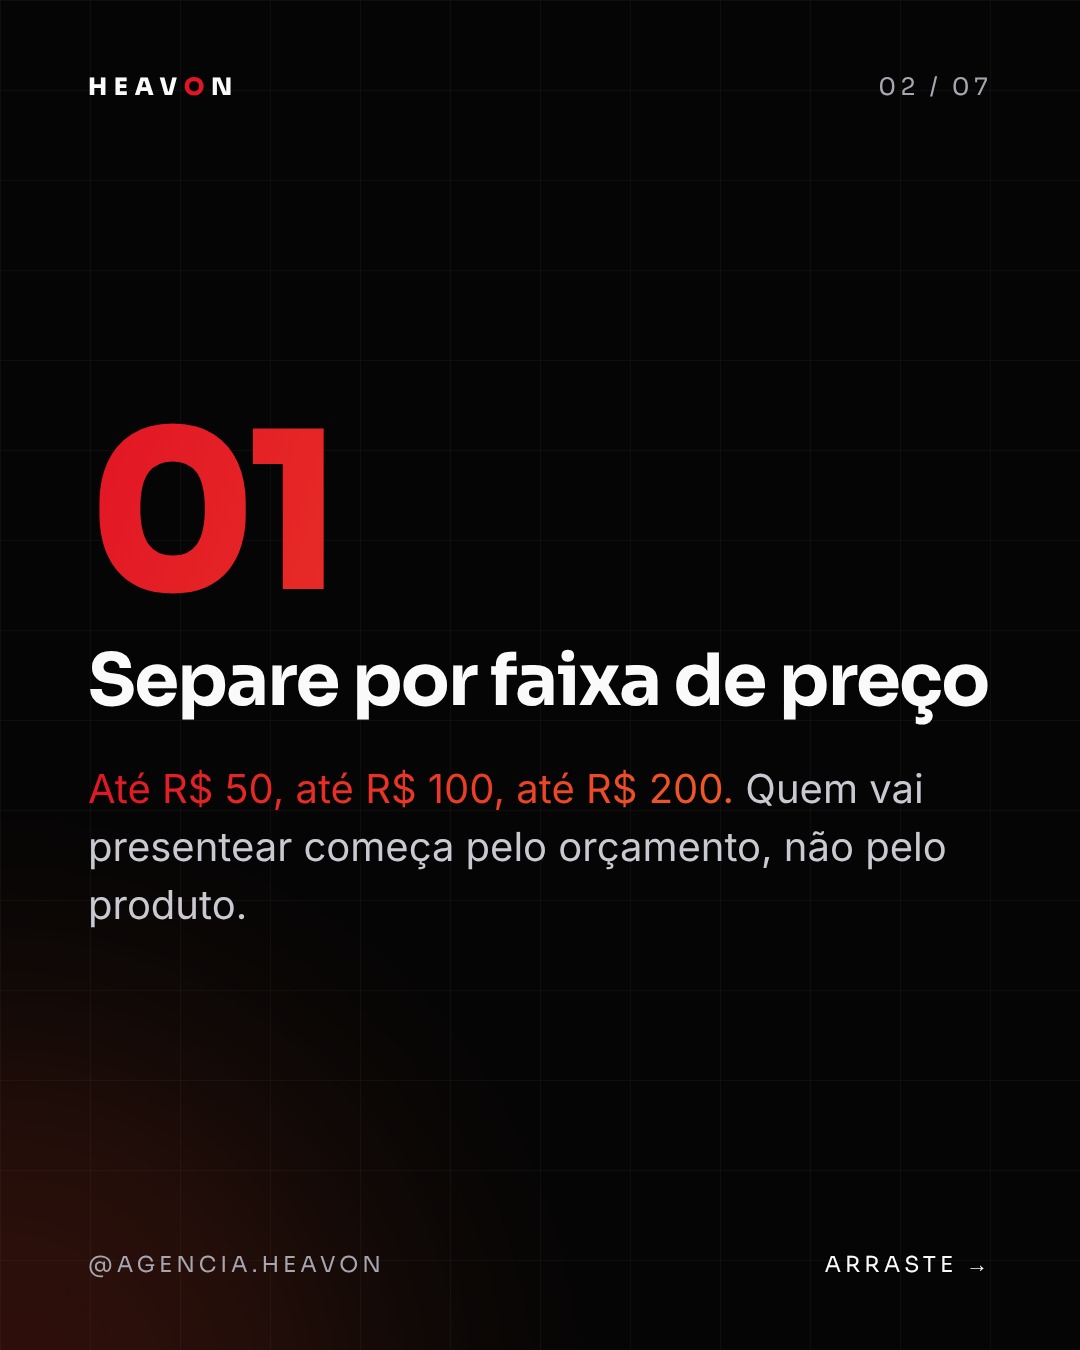 HEAVON
02 / 07
01
Separe por faixa de preço
Até R$ 50, até R$ 100, até R$ 200. Quem vai
presentear começa pelo orçamento, não pelo
produto.
@AGENCIA.HEAVON
ARRASTE →